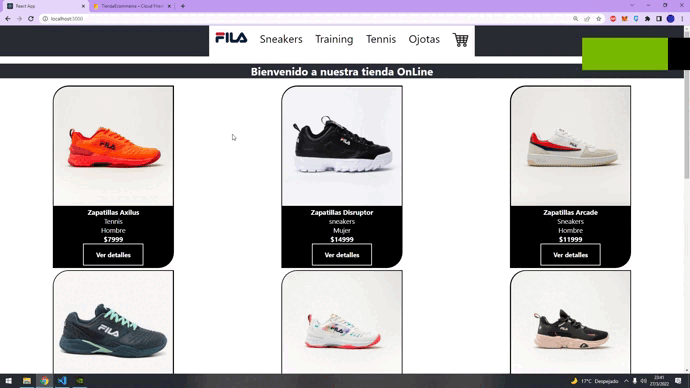 React App
TiendaEcommerce – Cloud Firest
localhost:3000
FILA
Sneakers
Training
Tennis
Ojotas
Bienvenido a nuestra tienda OnLine
Zapatillas Axilus
Tennis
Hombre
$7999
Ver detalles
Zapatillas Disruptor
sneakers
Mujer
$14999
Ver detalles
Zapatillas Arcade
Sneakers
Hombre
$11999
Ver detalles
17°C Despejado
23:41
27/3/2022